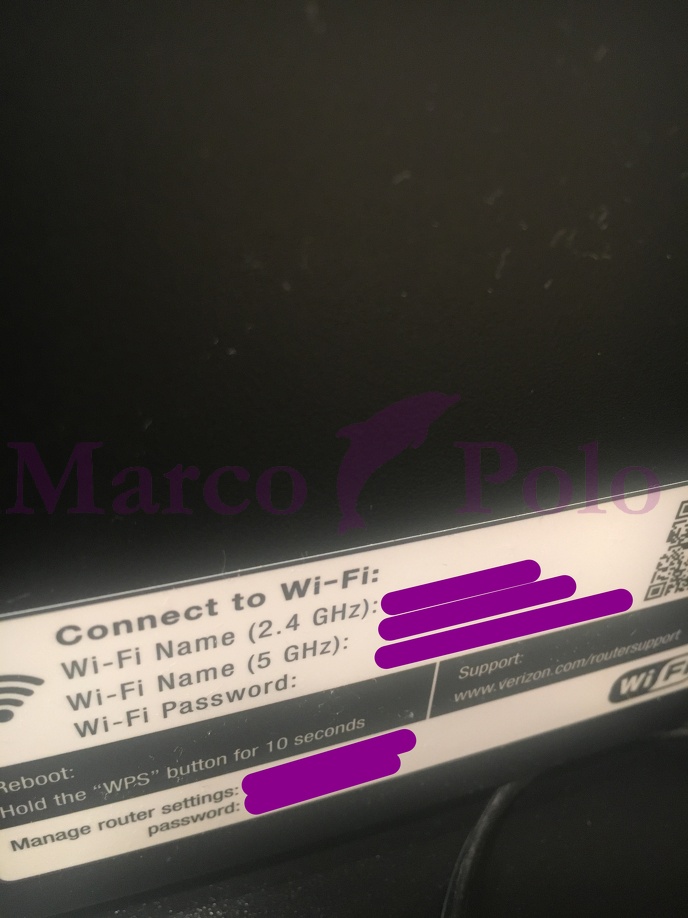 Marco Polo
Connect to Wi-Fi:
Wi-Fi Name (2.4 GHz):
Wi-Fi Name (5 GHz):
Wi-Fi Password:
Reboot:
Hold the “WPS” button for 10 seconds
Support:
www.verizon.com/routersupport
Manage router settings:
password: